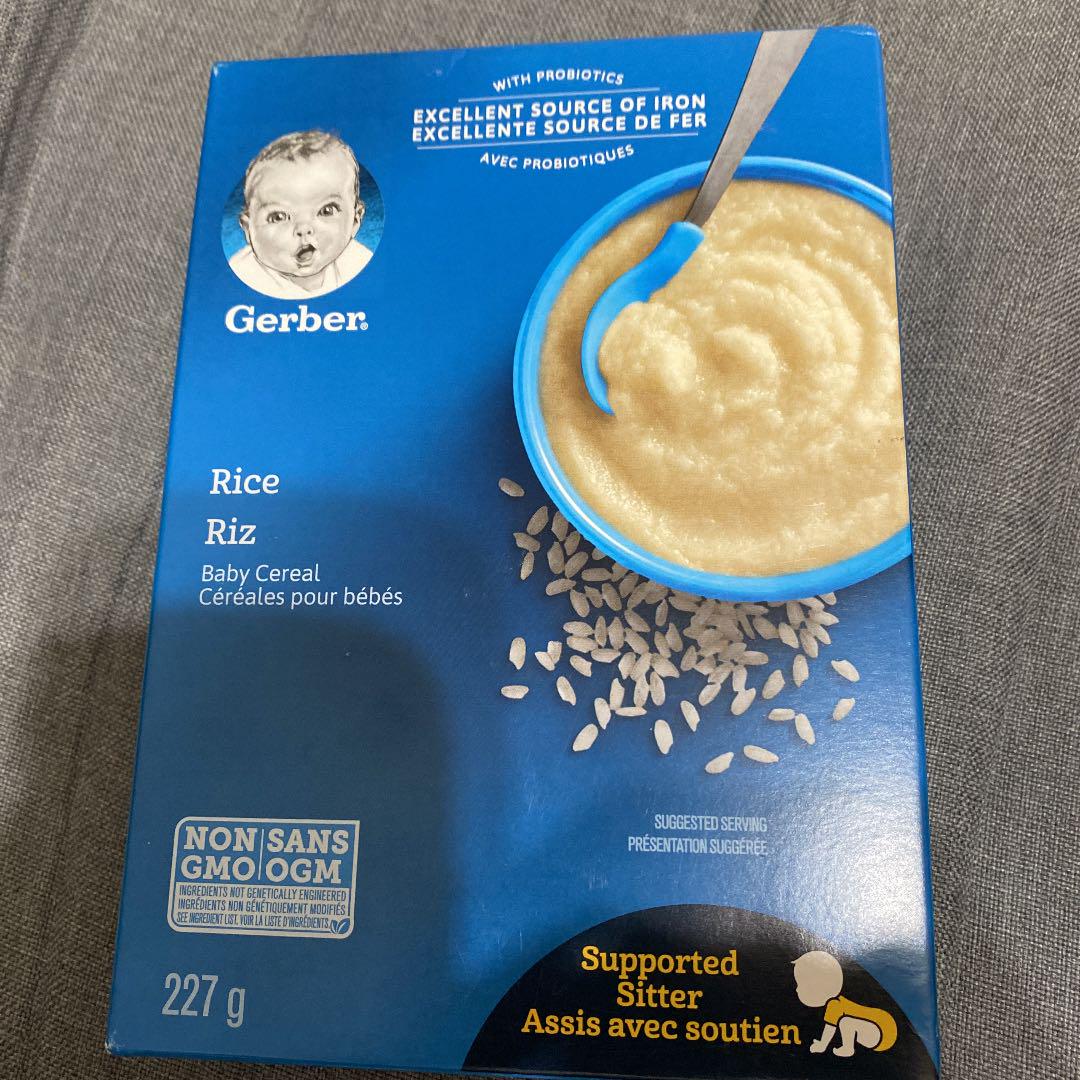 WITH PROBIOTICS
EXCELLENT SOURCE OF IRON
EXCELLENTE SOURCE DE FER
AVEC PROBIOTIQUES
Gerber®
Rice
Riz
Baby Cereal
Céréales pour bébés
SUGGESTED SERVING
PRÉSENTATION SUGGÉRÉE
NON SANS
GMO OGM
INGREDIENTS NOT GENETICALLY ENGINEERED
INGRÉDIENTS NON GÉNÉTIQUEMENT MODIFIÉS
SEE INGREDIENT LIST. VOIR LA LISTE D'INGRÉDIENTS.
227 g
Supported
Sitter
Assis avec soutien